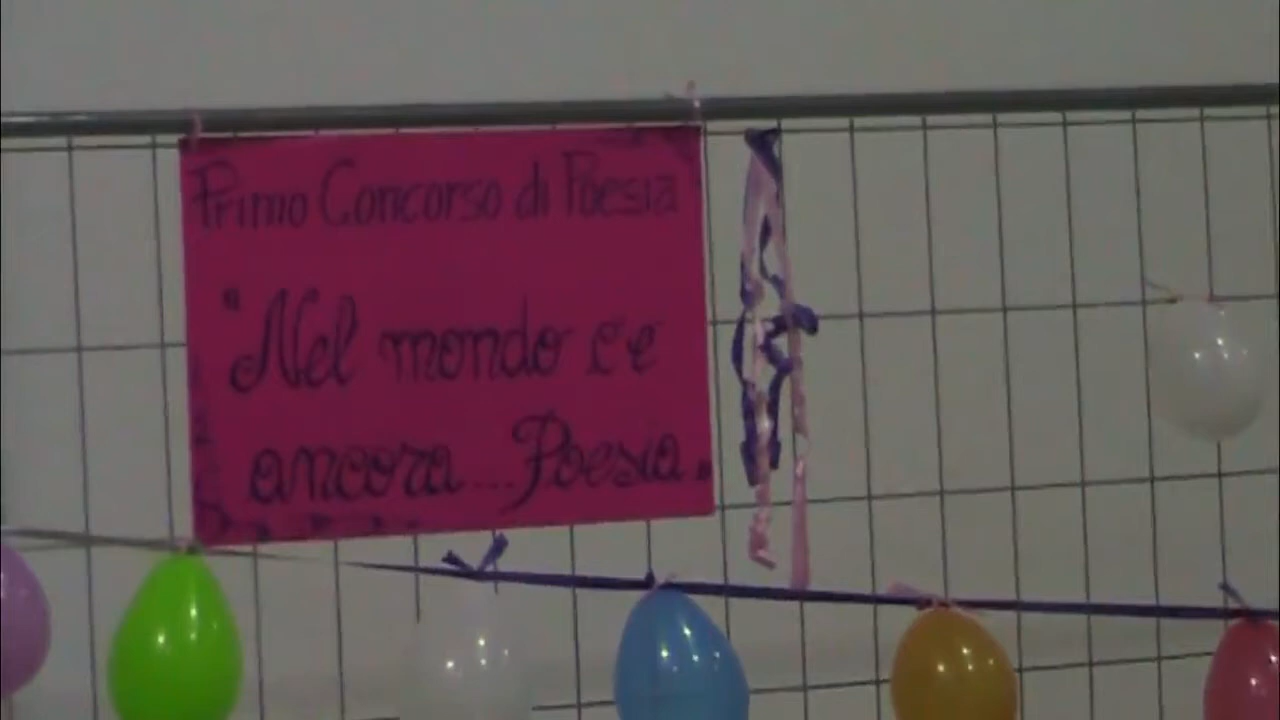 Primo Concorso di Poesia
"Nel mondo c'è
ancora... Poesia"